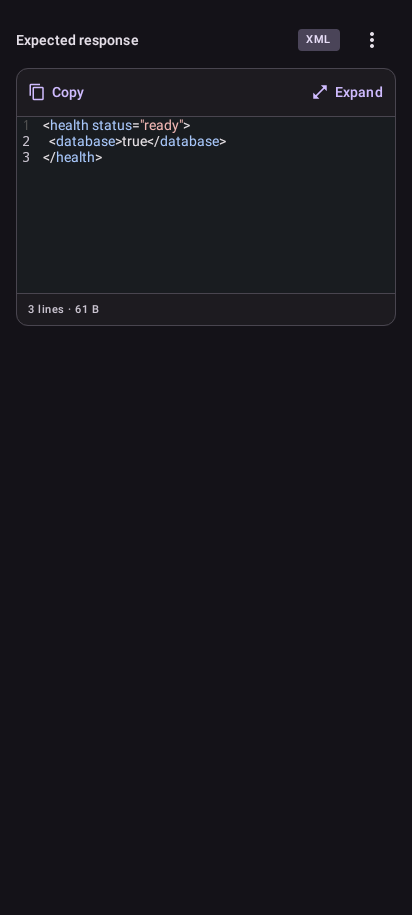 Expected response
XML
Copy
Expand
1 <health status="ready">
2  <database>true</database>
3 </health>
3 lines · 61 B